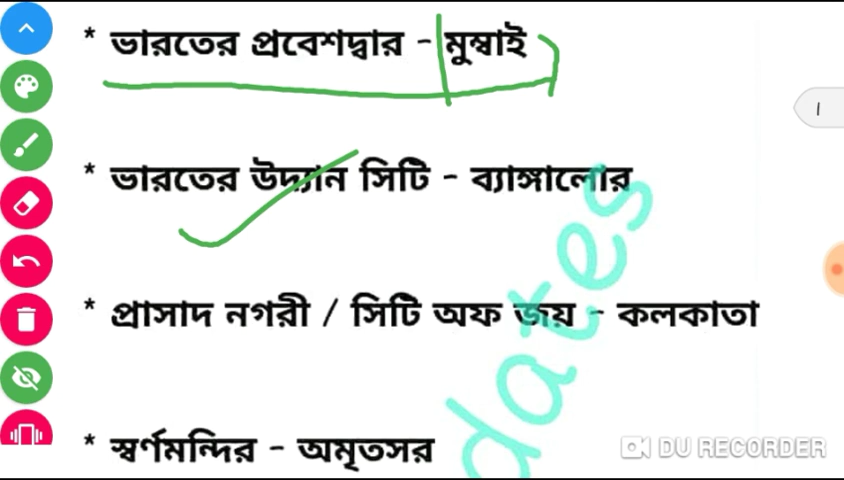 * ভারতের প্রবেশদ্বার - মুম্বাই
* ভারতের উদ্যান সিটি - ব্যাঙ্গালোর
* প্রাসাদ নগরী / সিটি অফ জয় - কলকাতা
* স্বর্ণমন্দির - অমৃতসর
dates
DU RECORDER